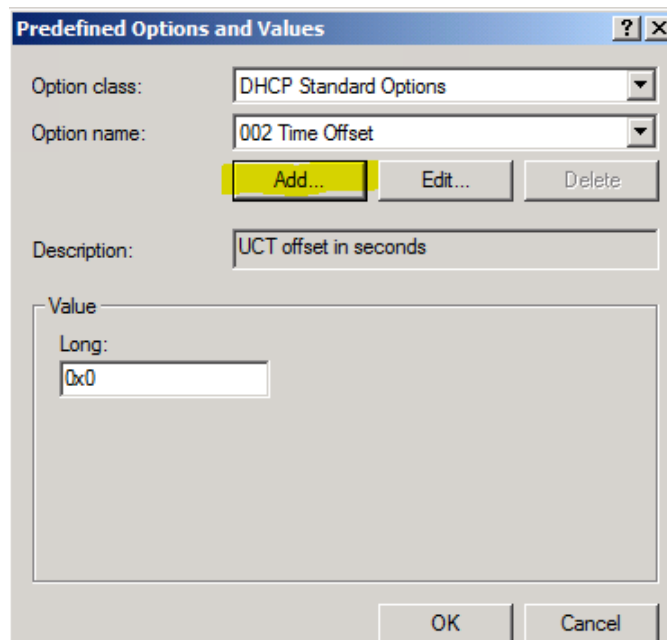 Predefined Options and Values
Option class: DHCP Standard Options
Option name: 002 Time Offset
Add... Edit... Delete
Description: UCT offset in seconds
Value
Long:
0x0
OK Cancel